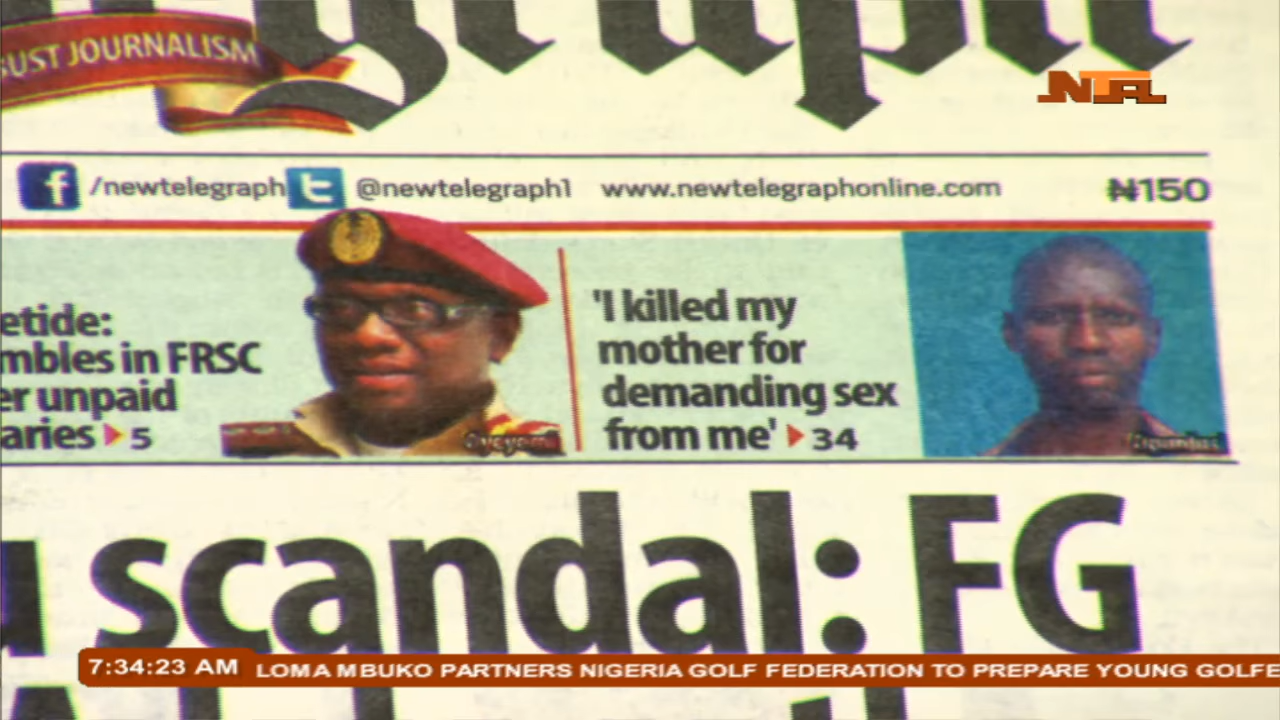 UST JOURNALISM
graph
NTA
f /newtelegraph t @newtelegraph1 www.newtelegraphonline.com ₦150
etide:
mbles in FRSC
er unpaid
aries 5
'I killed my
mother for
demanding sex
from me' 34
scandal: FG
7:34:23 AM LOMA MBUKO PARTNERS NIGERIA GOLF FEDERATION TO PREPARE YOUNG GOLFE